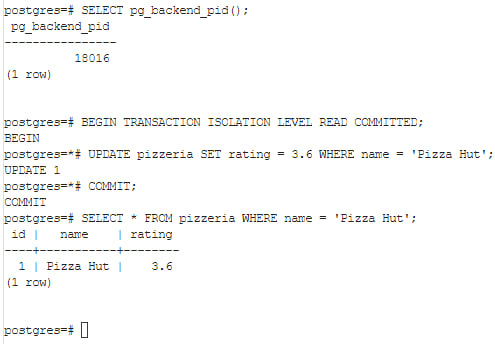 postgres=# SELECT pg_backend_pid();
 pg_backend_pid
----------------
          18016
(1 row)
postgres=# BEGIN TRANSACTION ISOLATION LEVEL READ COMMITTED;
BEGIN
postgres=*# UPDATE pizzeria SET rating = 3.6 WHERE name = 'Pizza Hut';
UPDATE 1
postgres=*# COMMIT;
COMMIT
postgres=# SELECT * FROM pizzeria WHERE name = 'Pizza Hut';
 id |   name    | rating
----+-----------+--------
  1 | Pizza Hut |    3.6
(1 row)
postgres=#